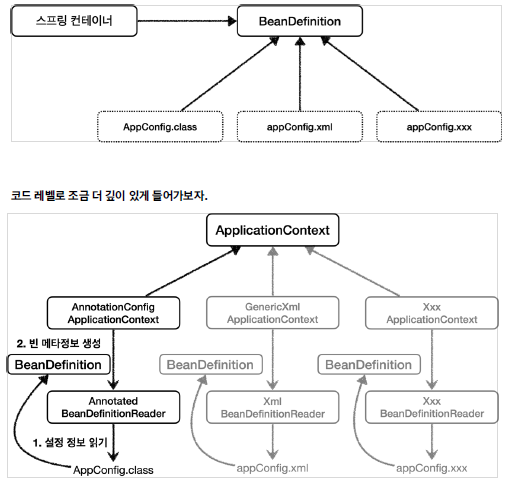 스프링 컨테이너
BeanDefinition
AppConfig.class
appConfig.xml
appConfig.xxx
코드 레벨로 조금 더 깊이 있게 들어가보자.
ApplicationContext
AnnotationConfig
ApplicationContext
GenericXml
ApplicationContext
Xxx
ApplicationContext
2. 빈 메타정보 생성
BeanDefinition
BeanDefinition
BeanDefinition
Annotated
BeanDefinitionReader
Xml
BeanDefinitionReader
Xxx
BeanDefinitionReader
1. 설정 정보 읽기
AppConfig.class
appConfig.xml
appConfig.xxx